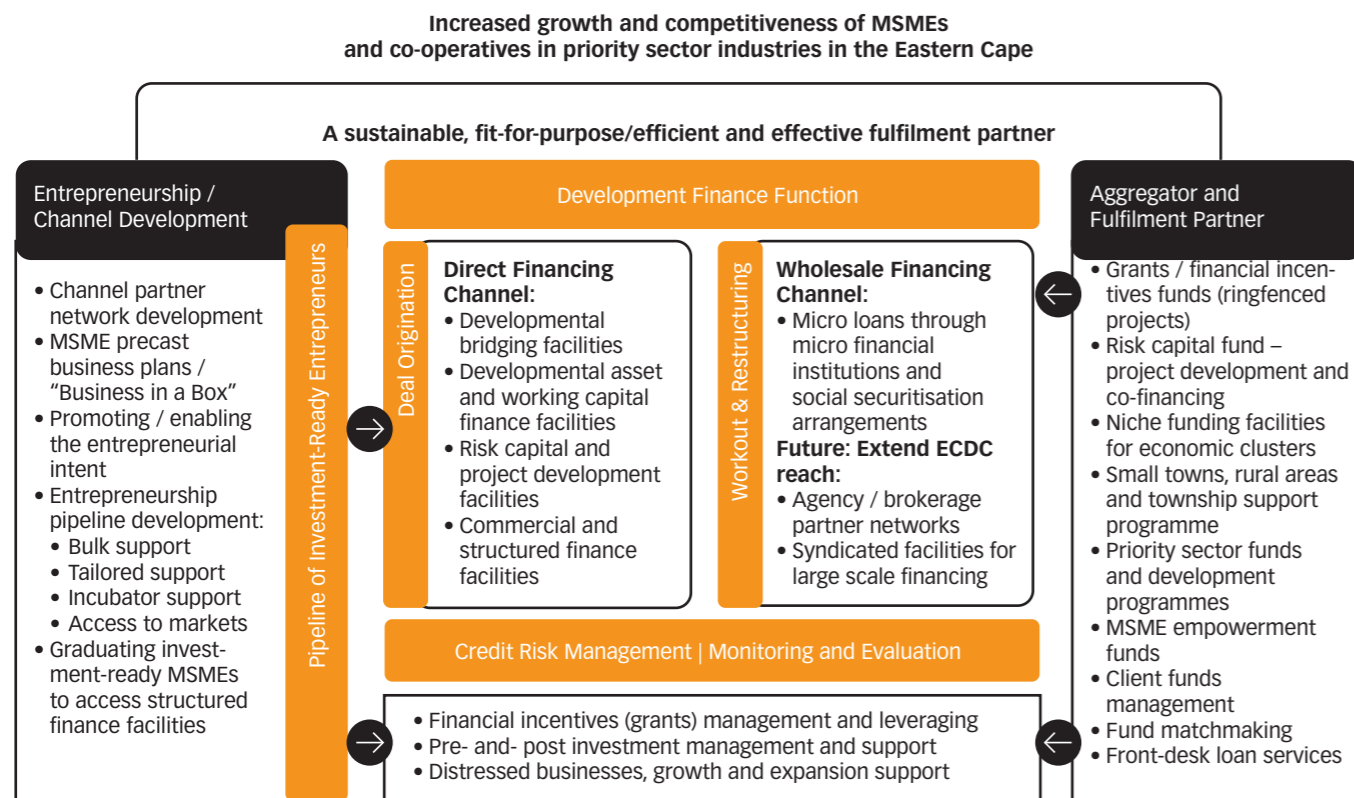 Increased growth and competitiveness of MSMEs
and co-operatives in priority sector industries in the Eastern Cape
A sustainable, fit-for-purpose/efficient and effective fulfilment partner
Entrepreneurship /
Channel Development
• Channel partner
network development
• MSME precast
business plans /
“Business in a Box”
• Promoting / enabling
the entrepreneurial
intent
• Entrepreneurship
pipeline development:
• Bulk support
• Tailored support
• Incubator support
• Access to markets
• Graduating invest-
ment-ready MSMEs
to access structured
finance facilities
Pipeline of Investment-Ready Entrepreneurs
Development Finance Function
Deal Origination
Direct Financing
Channel:
• Developmental
bridging facilities
• Developmental asset
and working capital
finance facilities
• Risk capital and
project development
facilities
• Commercial and
structured finance
facilities
Workout & Restructuring
Wholesale Financing
Channel:
• Micro loans through
micro financial
institutions and
social securitisation
arrangements
Future: Extend ECDC
reach:
• Agency / brokerage
partner networks
• Syndicated facilities for
large scale financing
Credit Risk Management | Monitoring and Evaluation
• Financial incentives (grants) management and leveraging
• Pre- and- post investment management and support
• Distressed businesses, growth and expansion support
Aggregator and
Fulfilment Partner
• Grants / financial incen-
tives funds (ringfenced
projects)
• Risk capital fund –
project development and
co-financing
• Niche funding facilities
for economic clusters
• Small towns, rural areas
and township support
programme
• Priority sector funds
and development
programmes
• MSME empowerment
funds
• Client funds
management
• Fund matchmaking
• Front-desk loan services